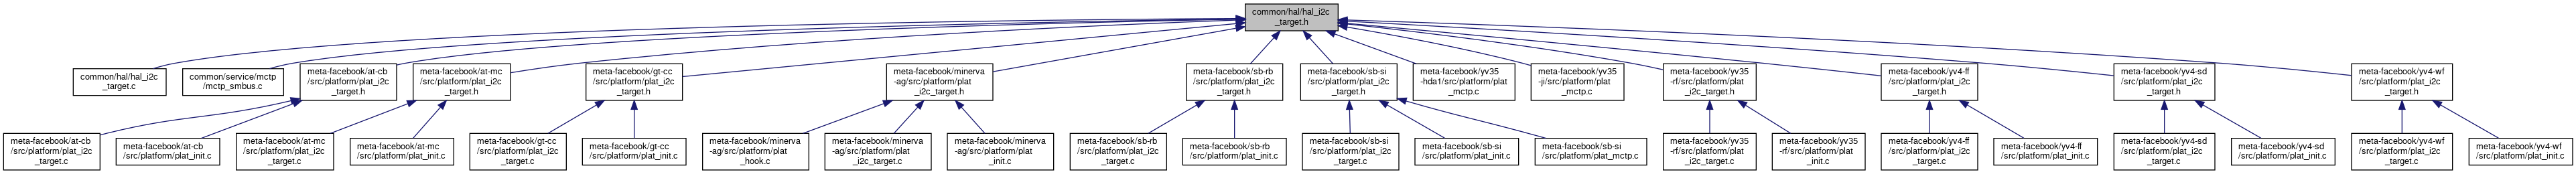 common/hal/hal_i2c
_target.h
common/hal/hal_i2c
_target.c
common/service/mctp
/mctp_smbus.c
meta-facebook/at-cb
/src/platform/plat_i2c
_target.h
meta-facebook/at-mc
/src/platform/plat_i2c
_target.h
meta-facebook/gt-cc
/src/platform/plat_i2c
_target.h
meta-facebook/minerva
-ag/src/platform/plat
_i2c_target.h
meta-facebook/sb-rb
/src/platform/plat_i2c
_target.h
meta-facebook/sb-si
/src/platform/plat_i2c
_target.h
meta-facebook/yv35
-hda1/src/platform/plat
_mctp.c
meta-facebook/yv35
-ji/src/platform/plat
_mctp.c
meta-facebook/yv35
-rf/src/platform/plat
_i2c_target.h
meta-facebook/yv4-ff
/src/platform/plat_i2c
_target.h
meta-facebook/yv4-sd
/src/platform/plat_i2c
_target.h
meta-facebook/yv4-wf
/src/platform/plat_i2c
_target.h
meta-facebook/at-cb
/src/platform/plat_i2c
_target.c
meta-facebook/at-cb
/src/platform/plat_init.c
meta-facebook/at-mc
/src/platform/plat_i2c
_target.c
meta-facebook/at-mc
/src/platform/plat_init.c
meta-facebook/gt-cc
/src/platform/plat_i2c
_target.c
meta-facebook/gt-cc
/src/platform/plat_init.c
meta-facebook/minerva
-ag/src/platform/plat
_hook.c
meta-facebook/minerva
-ag/src/platform/plat
_i2c_target.c
meta-facebook/minerva
-ag/src/platform/plat
_init.c
meta-facebook/sb-rb
/src/platform/plat_i2c
_target.c
meta-facebook/sb-rb
/src/platform/plat_init.c
meta-facebook/sb-si
/src/platform/plat_i2c
_target.c
meta-facebook/sb-si
/src/platform/plat_init.c
meta-facebook/sb-si
/src/platform/plat_mctp.c
meta-facebook/yv35
-rf/src/platform/plat
_i2c_target.c
meta-facebook/yv35
-rf/src/platform/plat
_init.c
meta-facebook/yv4-ff
/src/platform/plat_i2c
_target.c
meta-facebook/yv4-ff
/src/platform/plat_init.c
meta-facebook/yv4-sd
/src/platform/plat_i2c
_target.c
meta-facebook/yv4-sd
/src/platform/plat_init.c
meta-facebook/yv4-wf
/src/platform/plat_i2c
_target.c
meta-facebook/yv4-wf
/src/platform/plat_init.c